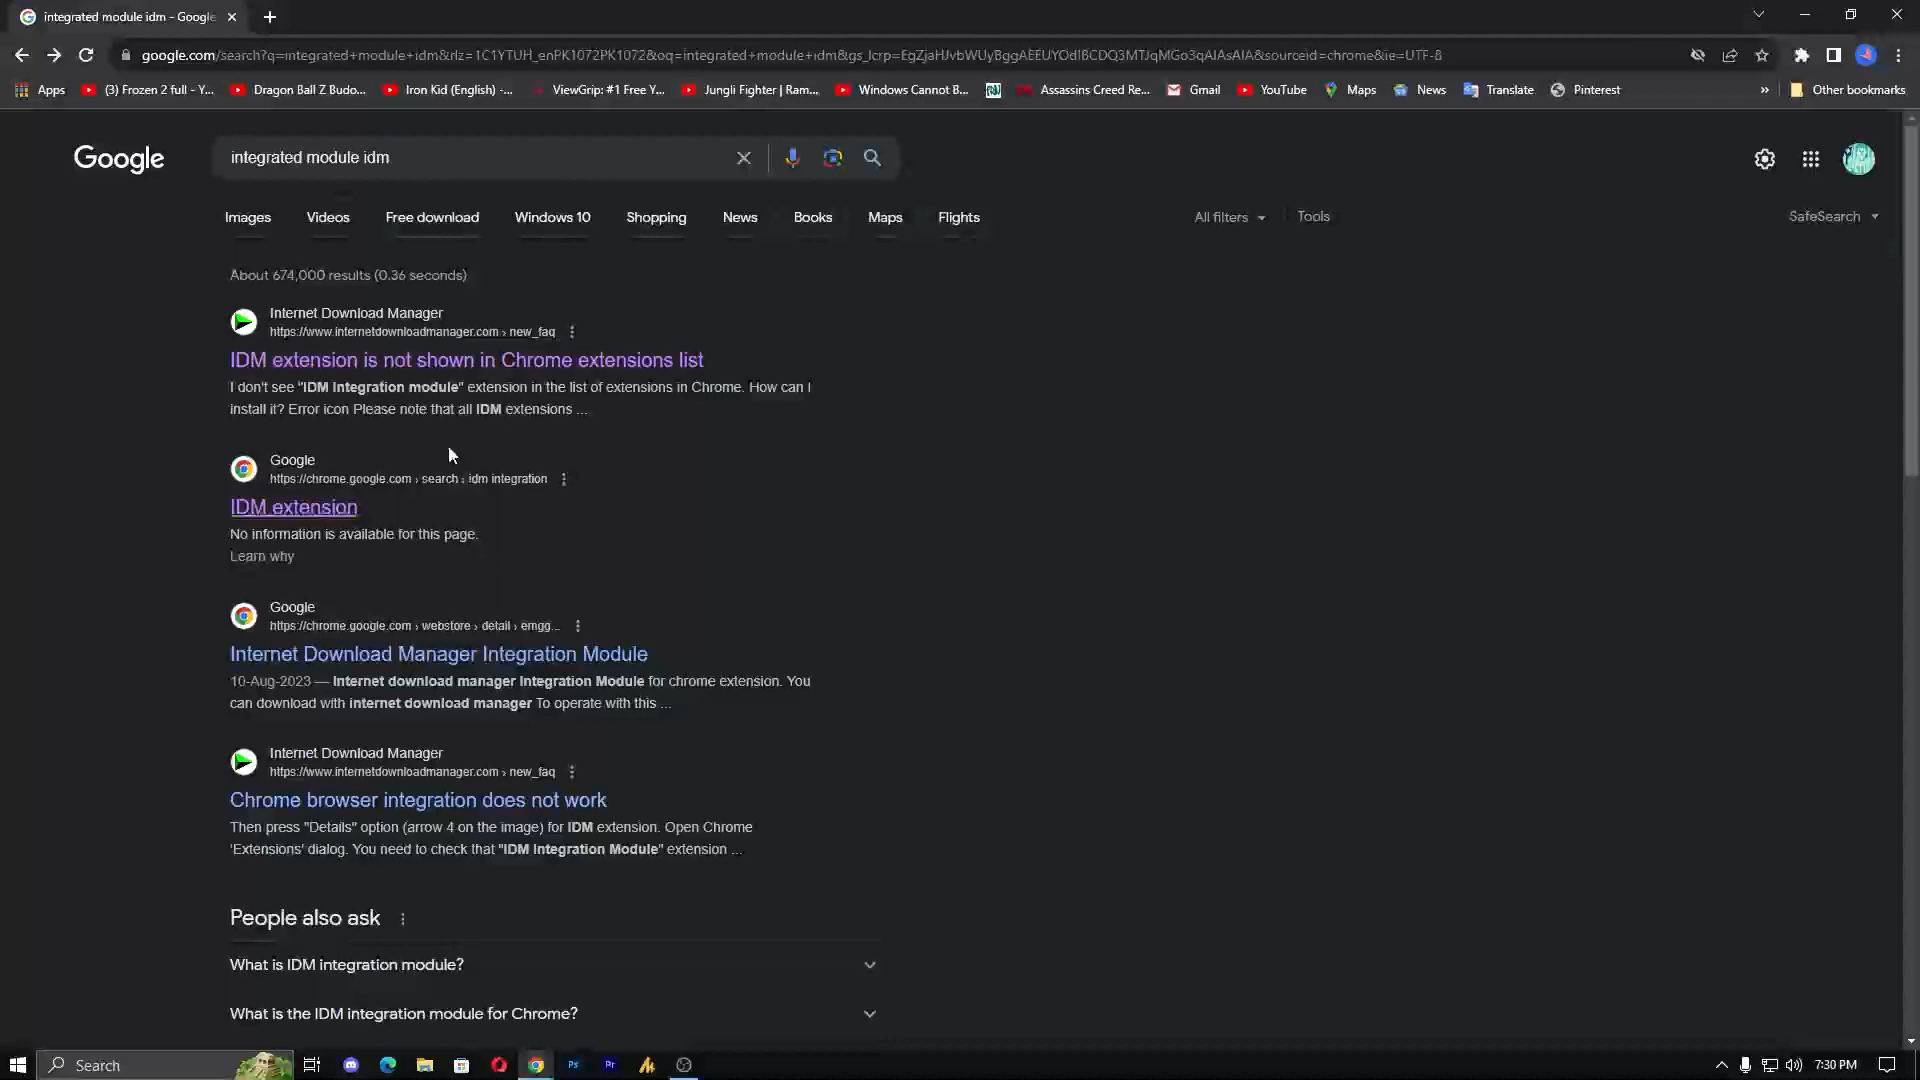 integrated module idm - Google
google.com/search?q=integrated+module+idm&rlz=1C1YTUH_enPK1072PK1072&oq=integrated+module+idm&gs_lcrp=EgZjaHJvbWUyBggAEEUYOdIBCDQ3MTJqMGo3qAIAsAIA&sourceid=chrome&ie=UTF-8
Apps
(3) Frozen 2 full - Y...
Dragon Ball Z Budo...
Iron Kid (English) -...
ViewGrip: #1 Free Y...
Jungli Fighter | Ram...
Windows Cannot B...
Assassins Creed Re...
Gmail
YouTube
Maps
News
Translate
Pinterest
»
Other bookmarks
Google
integrated module idm
Images
Videos
Free download
Windows 10
Shopping
News
Books
Maps
Flights
All filters
Tools
SafeSearch
About 674,000 results (0.36 seconds)
Internet Download Manager
https://www.internetdownloadmanager.com › new_faq
IDM extension is not shown in Chrome extensions list
I don't see "IDM Integration module" extension in the list of extensions in Chrome. How can I
install it? Error icon Please note that all IDM extensions ...
Google
https://chrome.google.com › search › idm integration
IDM extension
No information is available for this page.
Learn why
Google
https://chrome.google.com › webstore › detail › emgg...
Internet Download Manager Integration Module
10-Aug-2023 — Internet download manager Integration Module for chrome extension. You
can download with internet download manager To operate with this ...
Internet Download Manager
https://www.internetdownloadmanager.com › new_faq
Chrome browser integration does not work
Then press "Details" option (arrow 4 on the image) for IDM extension. Open Chrome
'Extensions' dialog. You need to check that "IDM Integration Module" extension ...
People also ask
What is IDM integration module?
What is the IDM integration module for Chrome?
Search
Ps
Pr
7:30 PM